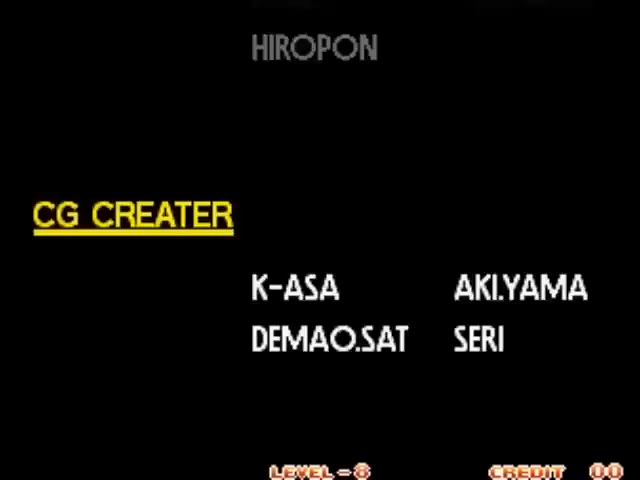 HIROPON
CG CREATER
K-ASA AKI.YAMA
DEMAO.SAT SERI
LEVEL-8 CREDIT 00